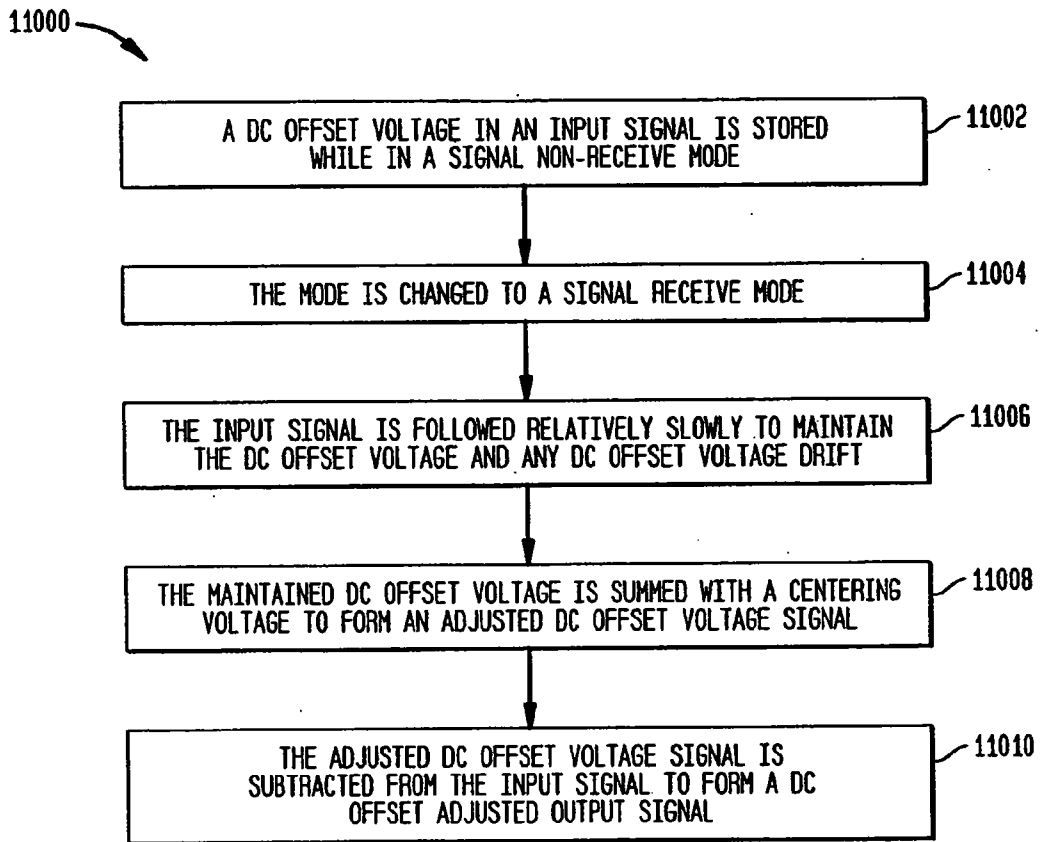 11000
A DC OFFSET VOLTAGE IN AN INPUT SIGNAL IS STORED
WHILE IN A SIGNAL NON-RECEIVE MODE
11002
THE MODE IS CHANGED TO A SIGNAL RECEIVE MODE
11004
THE INPUT SIGNAL IS FOLLOWED RELATIVELY SLOWLY TO MAINTAIN
THE DC OFFSET VOLTAGE AND ANY DC OFFSET VOLTAGE DRIFT
11006
THE MAINTAINED DC OFFSET VOLTAGE IS SUMMED WITH A CENTERING
VOLTAGE TO FORM AN ADJUSTED DC OFFSET VOLTAGE SIGNAL
11008
THE ADJUSTED DC OFFSET VOLTAGE SIGNAL IS
SUBTRACTED FROM THE INPUT SIGNAL TO FORM A DC
OFFSET ADJUSTED OUTPUT SIGNAL
11010